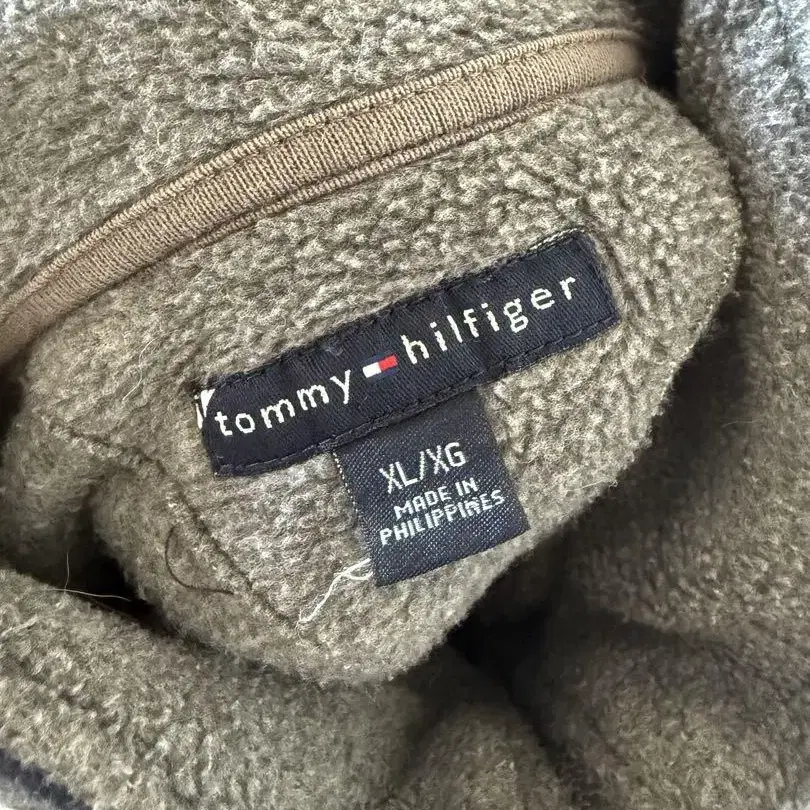 tommy hilfiger
XL/XG
MADE IN
PHILIPPINES